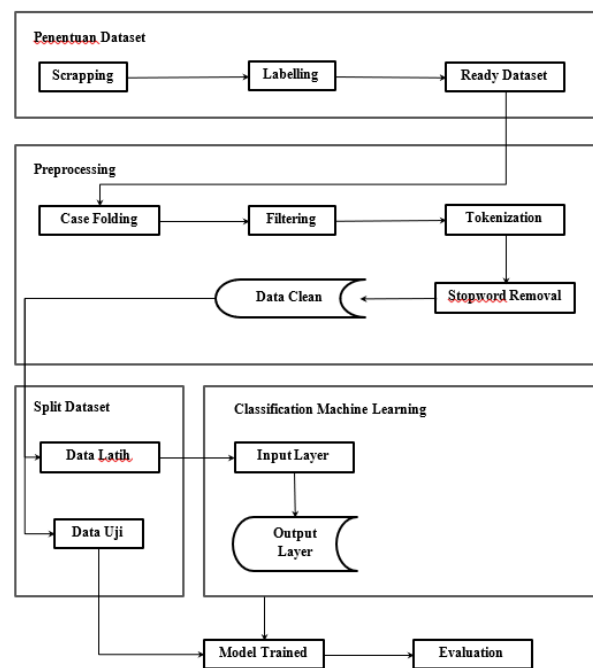 Penentuan Dataset
Scrapping
Labelling
Ready Dataset
Preprocessing
Case Folding
Filtering
Tokenization
Data Clean
Stopword Removal
Split Dataset
Classification Machine Learning
Data Latih
Input Layer
Data Uji
Output
Layer
Model Trained
Evaluation